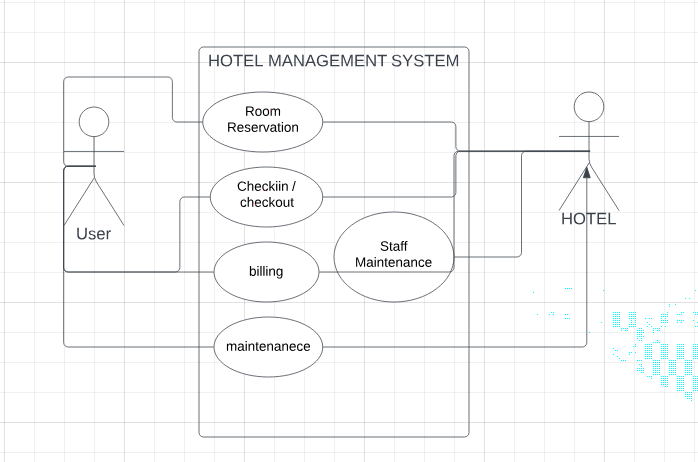 HOTEL MANAGEMENT SYSTEM
Room
Reservation
Checkiin /
checkout
User
HOTEL
Staff
Maintenance
billing
maintenanece